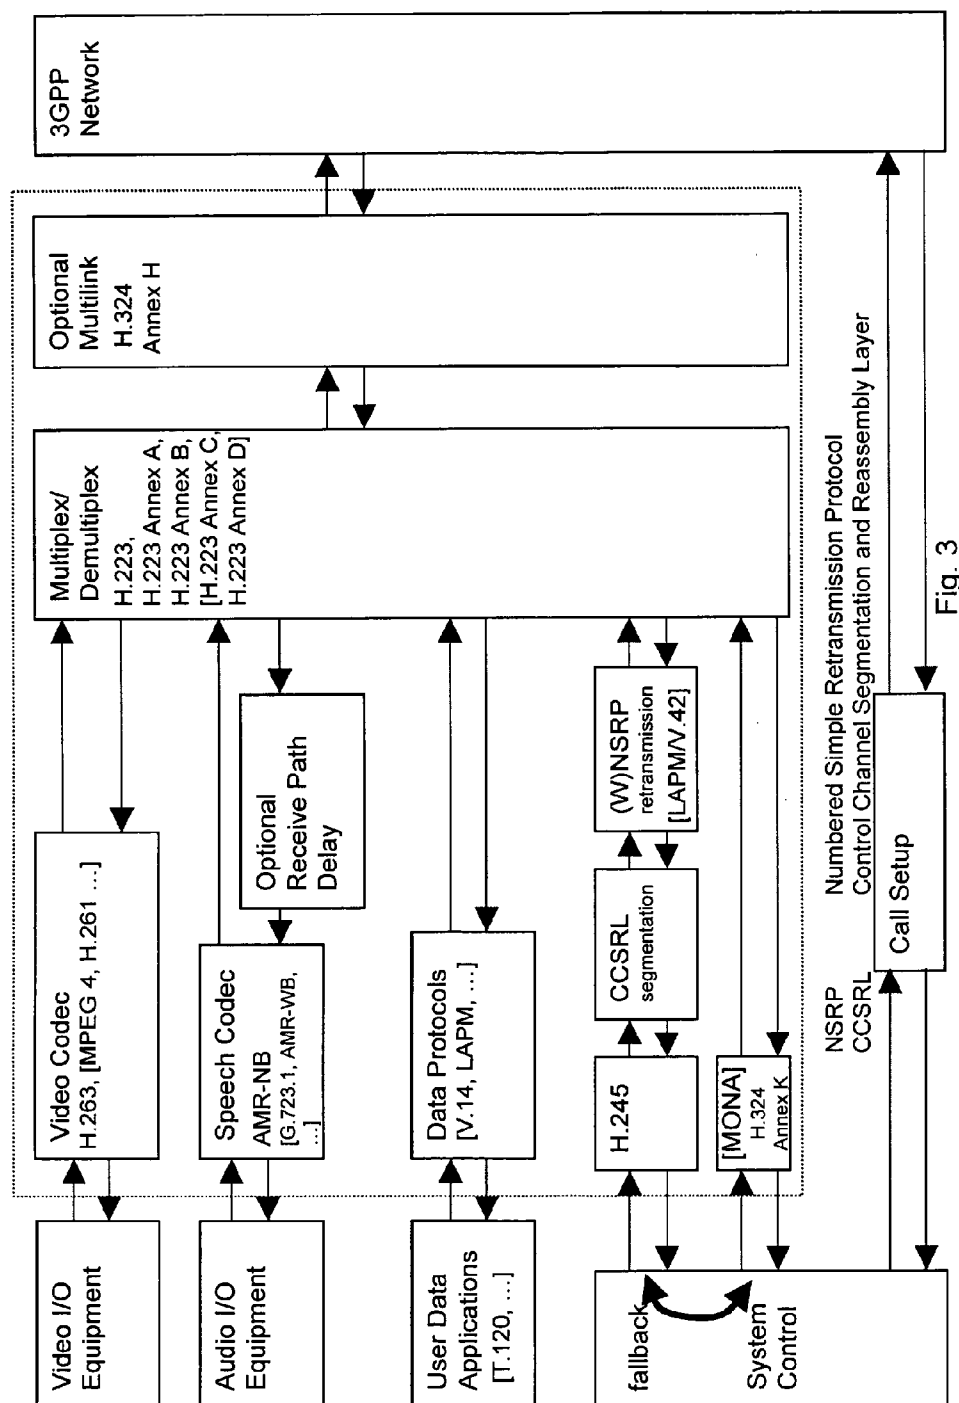 Video I/O
Equipment
Audio I/O
Equipment
User Data
Applications
[T.120, ...]
fallback
System
Control
Video Codec
H.263, [MPEG 4, H.261 ...]
Speech Codec
AMR-NB
[G.723.1, AMR-WB,
...]
Optional
Receive Path
Delay
Data Protocols
[V.14, LAPM, ...]
H.245
CCSRL
segmentation
(W)NSRP
retransmission
[LAPM/V.42]
[MONA]
H.324
Annex K
Multiplex/
Demultiplex
H.223,
H.223 Annex A,
H.223 Annex B,
[H.223 Annex C,
H.223 Annex D]
Optional
Multilink
H.324
Annex H
3GPP
Network
NSRP Numbered Simple Retransmission Protocol
CCSRL Control Channel Segmentation and Reassembly Layer
Call Setup
Fig. 3